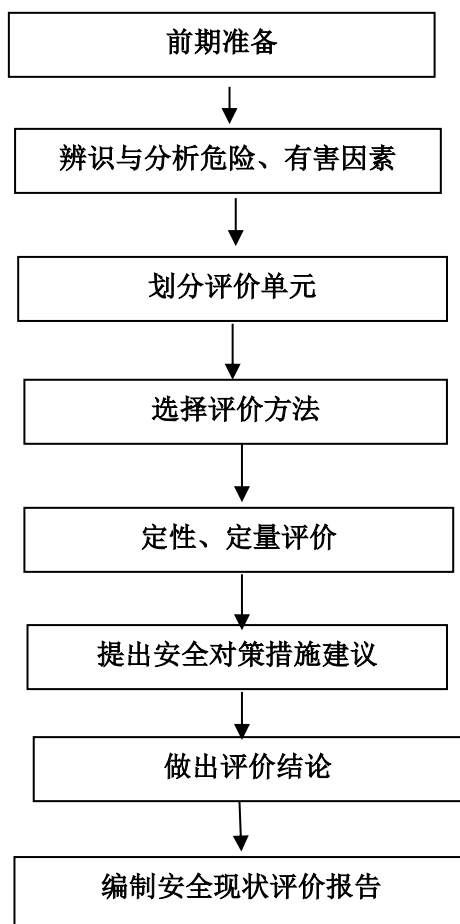 前期准备
辨识与分析危险、有害因素
划分评价单元
选择评价方法
定性、定量评价
提出安全对策措施建议
做出评价结论
编制安全现状评价报告